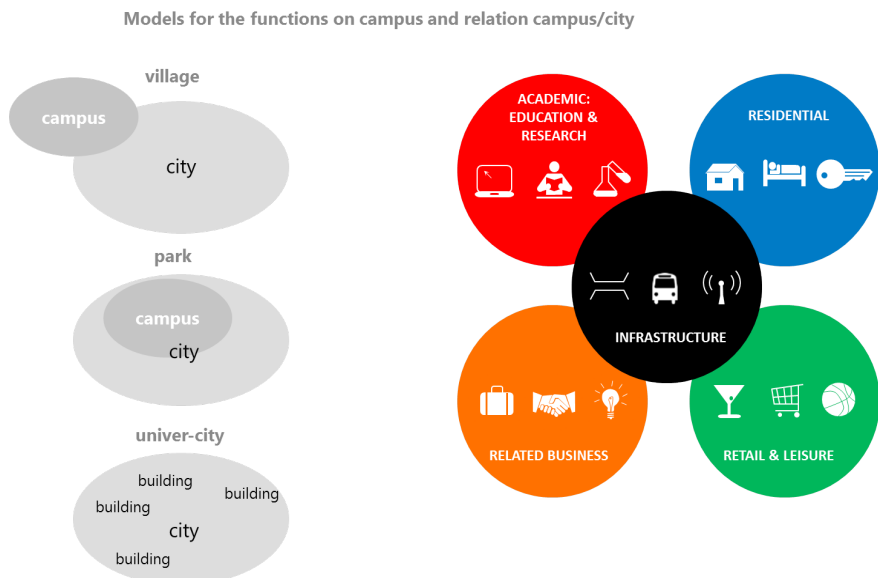 Models for the functions on campus and relation campus/city
village
campus
city
park
campus
city
univer-city
building
building
building
city
building
ACADEMIC:
EDUCATION &
RESEARCH
RESIDENTIAL
INFRASTRUCTURE
RELATED BUSINESS
RETAIL & LEISURE